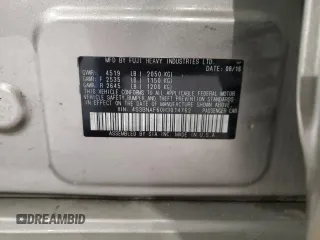 MFD. BY FUJI HEAVY INDUSTRIES LTD.
DATE: 09/16
GVWR: 4519 LB ( 2050 KG)
GAWR: F 2535 LB ( 1150 KG)
GAWR: R 2645 LB ( 1200 KG)
THIS VEHICLE CONFORMS TO ALL APPLICABLE FEDERAL MOTOR
VEHICLE SAFETY, BUMPER, AND THEFT PREVENTION STANDARDS
IN EFFECT ON THE DATE OF MANUFACTURE SHOWN ABOVE.
VIN: PASSENGER CAR
ASSEMBLED BY SIA INC. MADE IN U.S.A.
DREAMBID